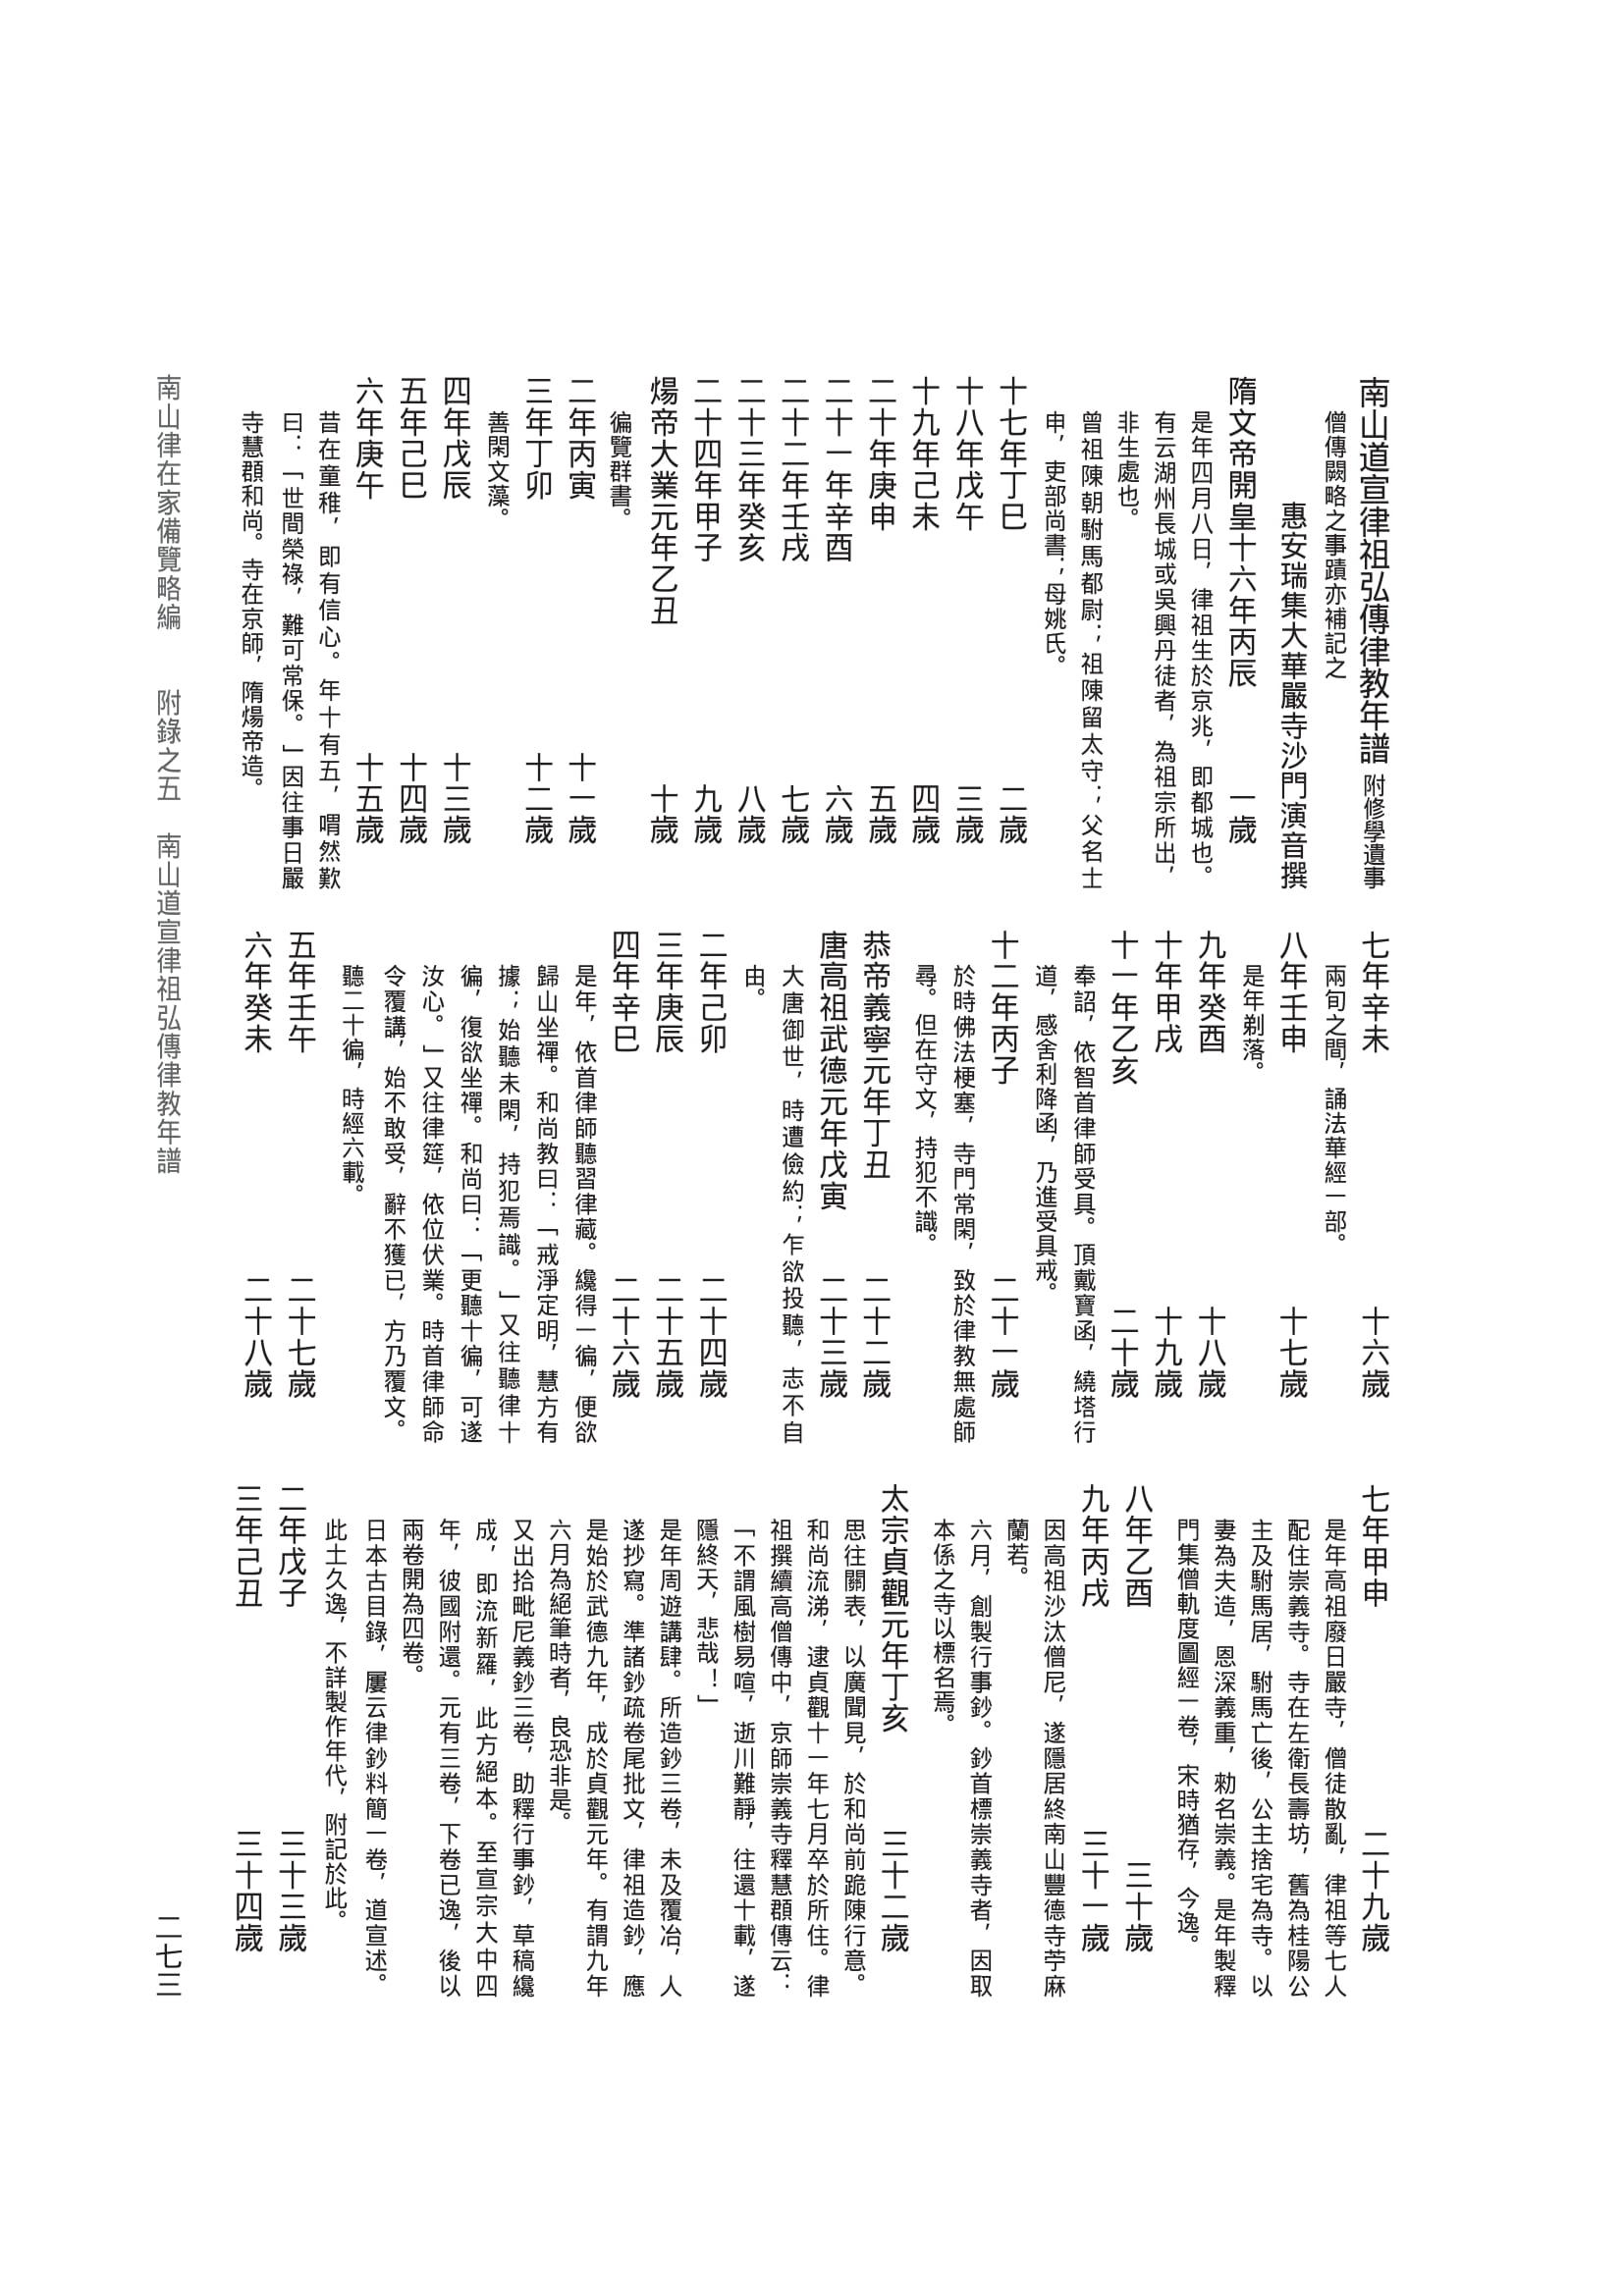 南山道宣律祖弘傳律教年譜 附修學遺事
僧傳闕略之事蹟亦補記之
惠安瑞集大華嚴寺沙門演音撰
隋文帝開皇十六年丙辰 一歲
是年四月八日，律祖生於京兆，即都城也。
有云湖州長城或吳興丹徒者，為祖宗所出，
非生處也。
曾祖陳朝駙馬都尉；祖陳留太守；父名士
申，吏部尚書；母姚氏。
十七年丁巳 二歲
十八年戊午 三歲
十九年己未 四歲
二十年庚申 五歲
二十一年辛酉 六歲
二十二年壬戌 七歲
二十三年癸亥 八歲
二十四年甲子 九歲
煬帝大業元年乙丑 十歲
徧覽群書。
二年丙寅 十一歲
三年丁卯 十二歲
善閑文藻。
四年戊辰 十三歲
五年己巳 十四歲
六年庚午 十五歲
昔在童稚，即有信心。年十有五，喟然歎
曰：「世間榮祿，難可常保。」因往事日嚴
寺慧頵和尚。寺在京師，隋煬帝造。
七年辛未 十六歲
兩旬之間，誦法華經一部。
八年壬申 十七歲
是年剃落。
九年癸酉 十八歲
十年甲戌 十九歲
十一年乙亥 二十歲
奉詔，依智首律師受具。頂戴寶函，繞塔行
道，感舍利降函，乃進受具戒。
十二年丙子 二十一歲
於時佛法梗塞，寺門常閑，致於律教無處師
尋。但在守文，持犯不識。
恭帝義寧元年丁丑 二十二歲
唐高祖武德元年戊寅 二十三歲
大唐御世，時遭儉約；乍欲投聽，志不自
由。
二年己卯 二十四歲
三年庚辰 二十五歲
四年辛巳 二十六歲
是年，依首律師聽習律藏。纔得一徧，便欲
歸山坐禪。和尚教曰：「戒淨定明，慧方有
據；始聽未閑，持犯焉識。」又往聽律十
徧，復欲坐禪。和尚曰：「更聽十徧，可遂
汝心。」又往律筵，依位伏業。時首律師命
令覆講，始不敢受，辭不獲已，方乃覆文。
聽二十徧，時經六載。
五年壬午 二十七歲
六年癸未 二十八歲
七年甲申 二十九歲
是年高祖廢日嚴寺，僧徒散亂，律祖等七人
配住崇義寺。寺在左衛長壽坊，舊為桂陽公
主及駙馬居，駙馬亡後，公主捨宅為寺。以
妻為夫造，恩深義重，勑名崇義。是年製釋
門集僧軌度圖經一卷，宋時猶存，今逸。
八年乙酉 三十歲
九年丙戌 三十一歲
因高祖沙汰僧尼，遂隱居終南山豐德寺苧麻
蘭若。
六月，創製行事鈔。鈔首標崇義寺者，因取
本係之寺以標名焉。
太宗貞觀元年丁亥 三十二歲
思往關表，以廣聞見，於和尚前跪陳行意。
和尚流涕，逮貞觀十一年七月卒於所住。律
祖撰續高僧傳中，京師崇義寺釋慧頵傳云：
「不謂風樹易喧，逝川難靜，往還十載，遂
隱終天，悲哉！」
是年周遊講肆。所造鈔三卷，未及覆治，人
遂抄寫。準諸鈔疏卷尾批文，律祖造鈔，應
是始於武德九年，成於貞觀元年。有謂九年
六月為絕筆時者，良恐非是。
又出拾毗尼義鈔三卷，助釋行事鈔，草稿纔
成，即流新羅，此方絕本。至宣宗大中四
年，彼國附還。元有三卷，下卷已逸，後以
兩卷開為四卷。
日本古目錄，屢云律鈔料簡一卷，道宣述。
此土久逸，不詳製作年代，附記於此。
二年戊子 三十三歲
三年己丑 三十四歲
南山律在家備覽略編 附錄之五 南山道宣律祖弘傳律教年譜
二七三